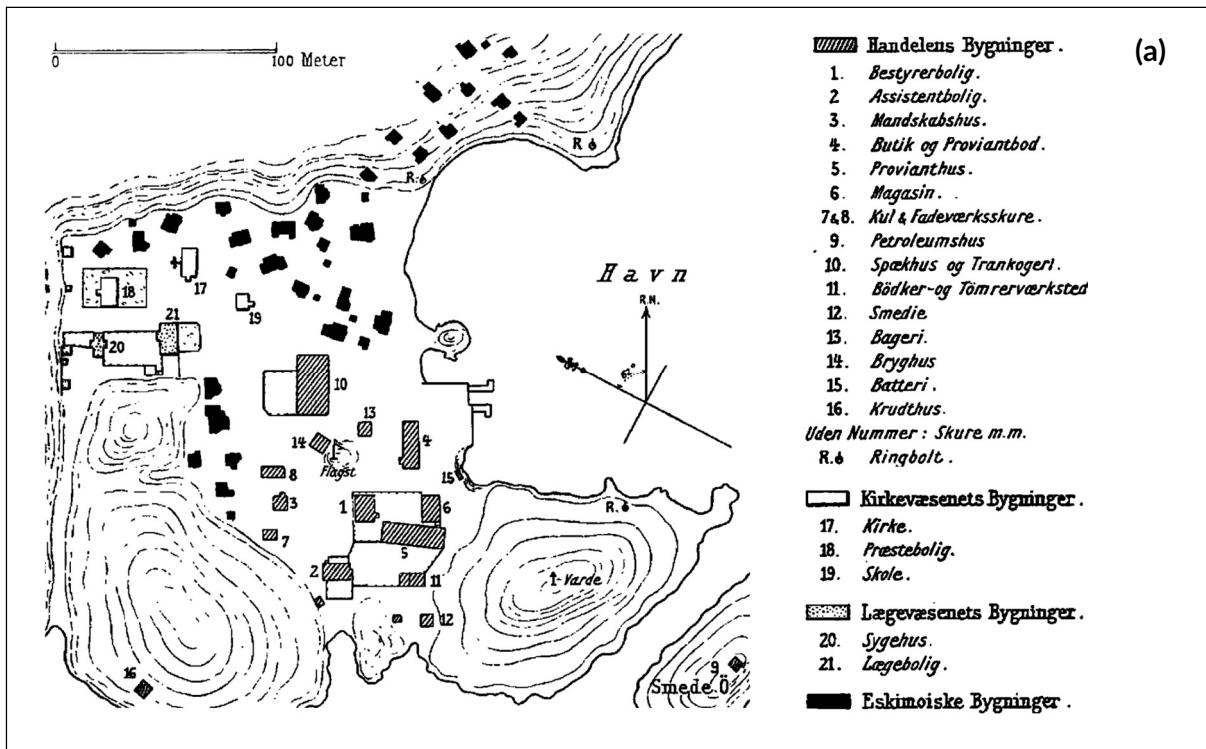 (a)
0 100 Meter
Handelens Bygninger.
1. Bestyrerbolig.
2 Assistentbolig.
3. Mandskabshus.
4. Butik og Proviantbod.
5. Provianthus.
6. Magasin..
7&8. Kul & Fadeværksskure.
9. Petroleumshus
10. Spækhus og Trankogeri.
11. Bödker-og Tömrerværksted
12. Smedie
13. Bageri.
14. Bryghus
15. Batteri.
16. Krudthus.
Uden Nummer: Skure m.m.
R. Ringbolt.
Kirkevæsenets Bygninger.
17. Kirke.
18. Præstebolig.
19. Skole.
Lægevæsenets Bygninger.
20. Sygehus.
21. Lægebolig.
Eskimoiske Bygninger.
R.
R.
Havn
R.N.
17
18
19
21
20
10
13
14
4
Flagst
15
8
3
1
6
R.
7
5
2
11
Varde
12
16
9
Smede Ö